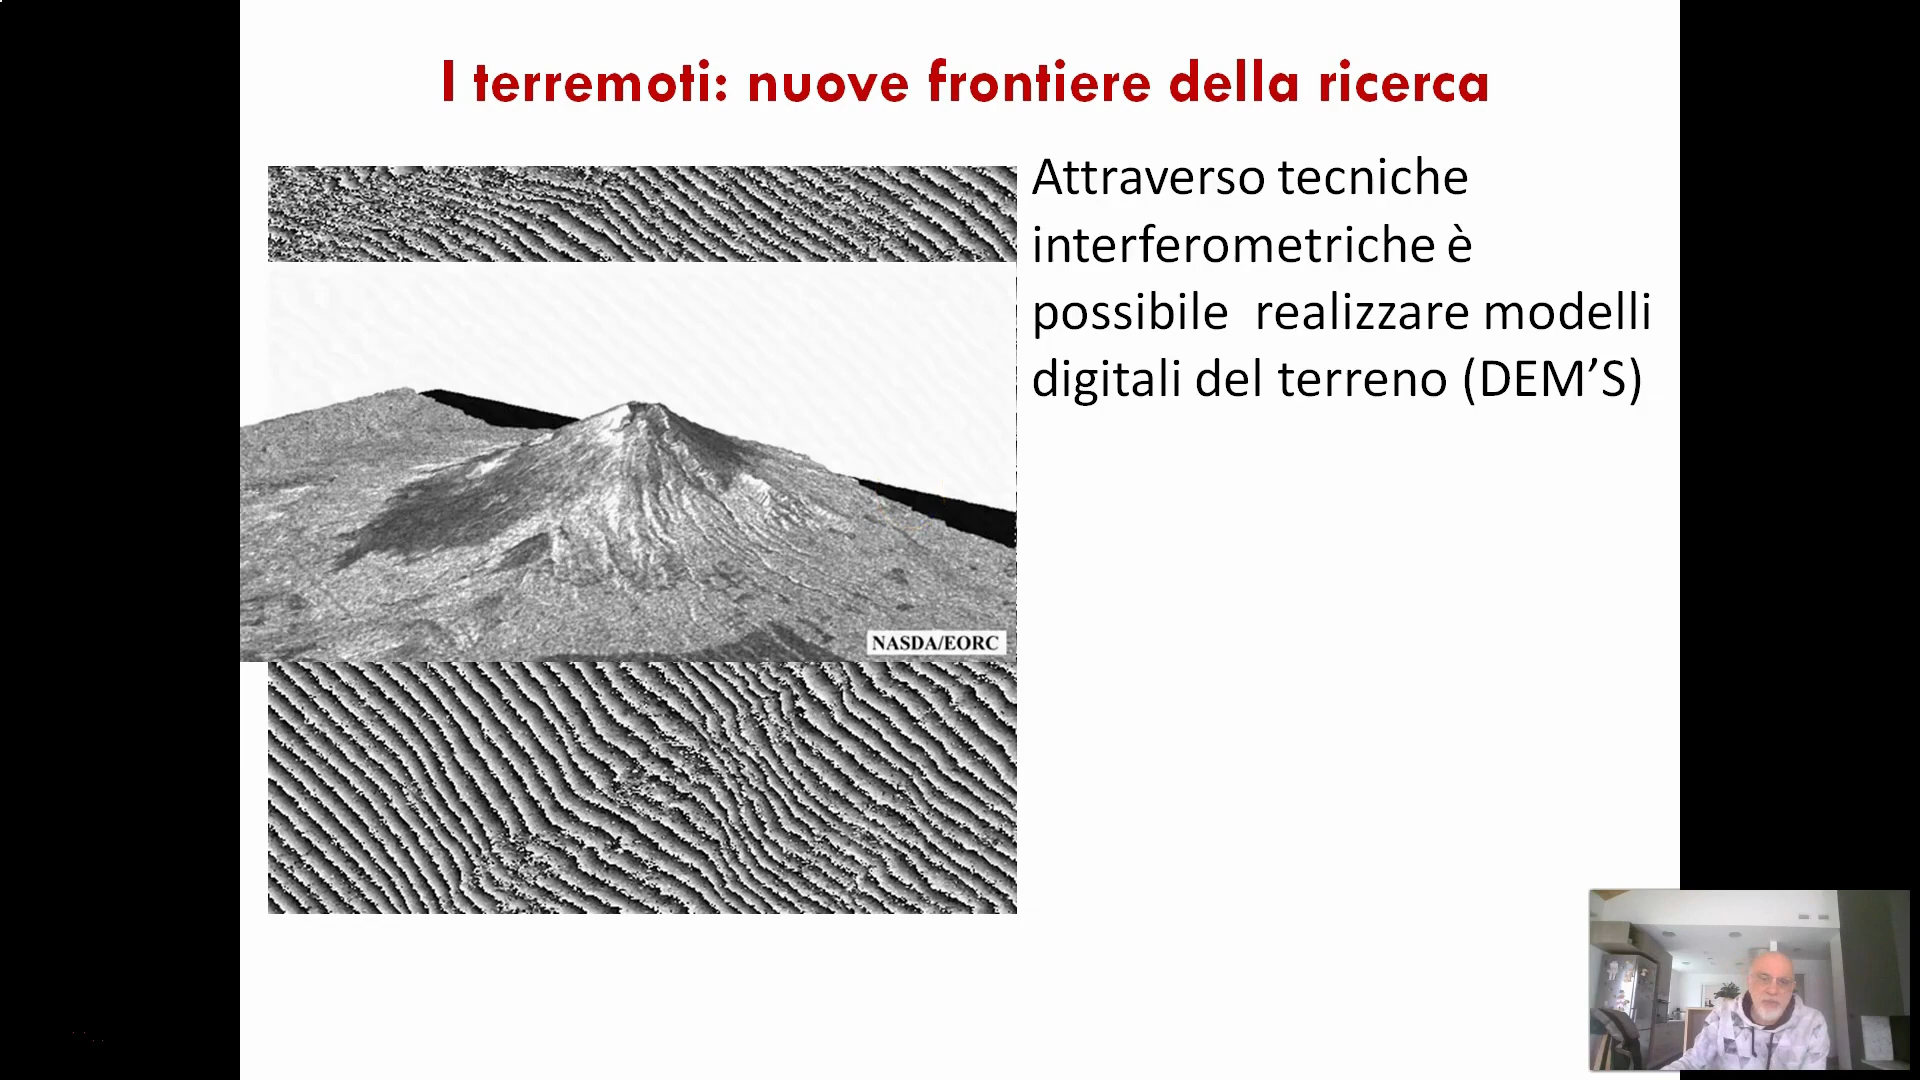 I terremoti: nuove frontiere della ricerca
Attraverso tecniche
interferometriche è
possibile  realizzare modelli
digitali del terreno (DEM’S)
NASDA/EORC